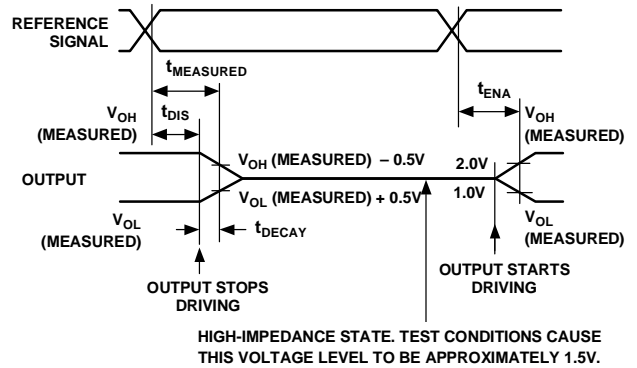 REFERENCE
SIGNAL
tMEASURED
tDIS
tENA
VOH
(MEASURED)
VOH
(MEASURED)
VOH (MEASURED) – 0.5V
2.0V
OUTPUT
VOL (MEASURED) + 0.5V
1.0V
VOL
(MEASURED)
VOL
(MEASURED)
tDECAY
OUTPUT STOPS
DRIVING
OUTPUT STARTS
DRIVING
HIGH-IMPEDANCE STATE. TEST CONDITIONS CAUSE
THIS VOLTAGE LEVEL TO BE APPROXIMATELY 1.5V.